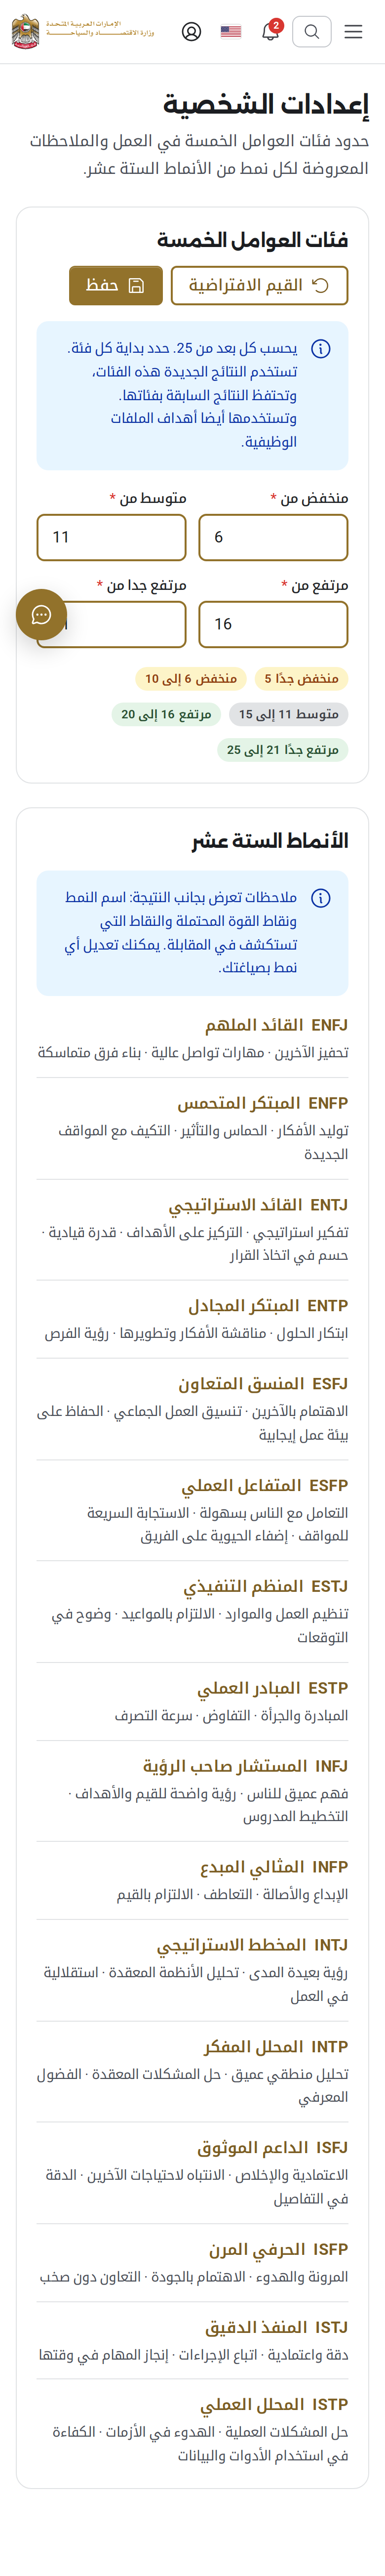 الإمارات العربية المتحدة
وزارة الاقتصاد والسياحة
2
إعدادات الشخصية
حدود فئات العوامل الخمسة في العمل والملاحظات
المعروضة لكل نمط من الأنماط الستة عشر.
فئات العوامل الخمسة
القيم الافتراضية
حفظ
يحسب كل بعد من 25. حدد بداية كل فئة.
تستخدم النتائج الجديدة هذه الفئات،
وتحتفظ النتائج السابقة بفئاتها.
وتستخدمها أيضا أهداف الملفات
الوظيفية.
منخفض من *
متوسط من *
6
11
مرتفع من *
مرتفع جدا من *
16
منخفض جدًا 5
منخفض 6 إلى 10
متوسط 11 إلى 15
مرتفع 16 إلى 20
مرتفع جدًا 21 إلى 25
الأنماط الستة عشر
ملاحظات تعرض بجانب النتيجة: اسم النمط
ونقاط القوة المحتملة والنقاط التي
تستكشف في المقابلة. يمكنك تعديل أي
نمط بصياغتك.
ENFJ القائد الملهم
تحفيز الآخرين · مهارات تواصل عالية · بناء فرق متماسكة
ENFP المبتكر المتحمس
توليد الأفكار · الحماس والتأثير · التكيف مع المواقف
الجديدة
ENTJ القائد الاستراتيجي
تفكير استراتيجي · التركيز على الأهداف · قدرة قيادية ·
حسم في اتخاذ القرار
ENTP المبتكر المجادل
ابتكار الحلول · مناقشة الأفكار وتطويرها · رؤية الفرص
ESFJ المنسق المتعاون
الاهتمام بالآخرين · تنسيق العمل الجماعي · الحفاظ على
بيئة عمل إيجابية
ESFP المتفاعل العملي
التعامل مع الناس بسهولة · الاستجابة السريعة
للمواقف · إضفاء الحيوية على الفريق
ESTJ المنظم التنفيذي
تنظيم العمل والموارد · الالتزام بالمواعيد · وضوح في
التوقعات
ESTP المبادر العملي
المبادرة والجرأة · التفاوض · سرعة التصرف
INFJ المستشار صاحب الرؤية
فهم عميق للناس · رؤية واضحة للقيم والأهداف ·
التخطيط المدروس
INFP المثالي المبدع
الإبداع والأصالة · التعاطف · الالتزام بالقيم
INTJ المخطط الاستراتيجي
رؤية بعيدة المدى · تحليل الأنظمة المعقدة · استقلالية
في العمل
INTP المحلل المفكر
تحليل منطقي عميق · حل المشكلات المعقدة · الفضول
المعرفي
ISFJ الداعم الموثوق
الاعتمادية والإخلاص · الانتباه لاحتياجات الآخرين · الدقة
في التفاصيل
ISFP الحرفي المرن
المرونة والهدوء · الاهتمام بالجودة · التعاون دون صخب
ISTJ المنفذ الدقيق
دقة واعتمادية · اتباع الإجراءات · إنجاز المهام في وقتها
ISTP المحلل العملي
حل المشكلات العملية · الهدوء في الأزمات · الكفاءة
في استخدام الأدوات والبيانات